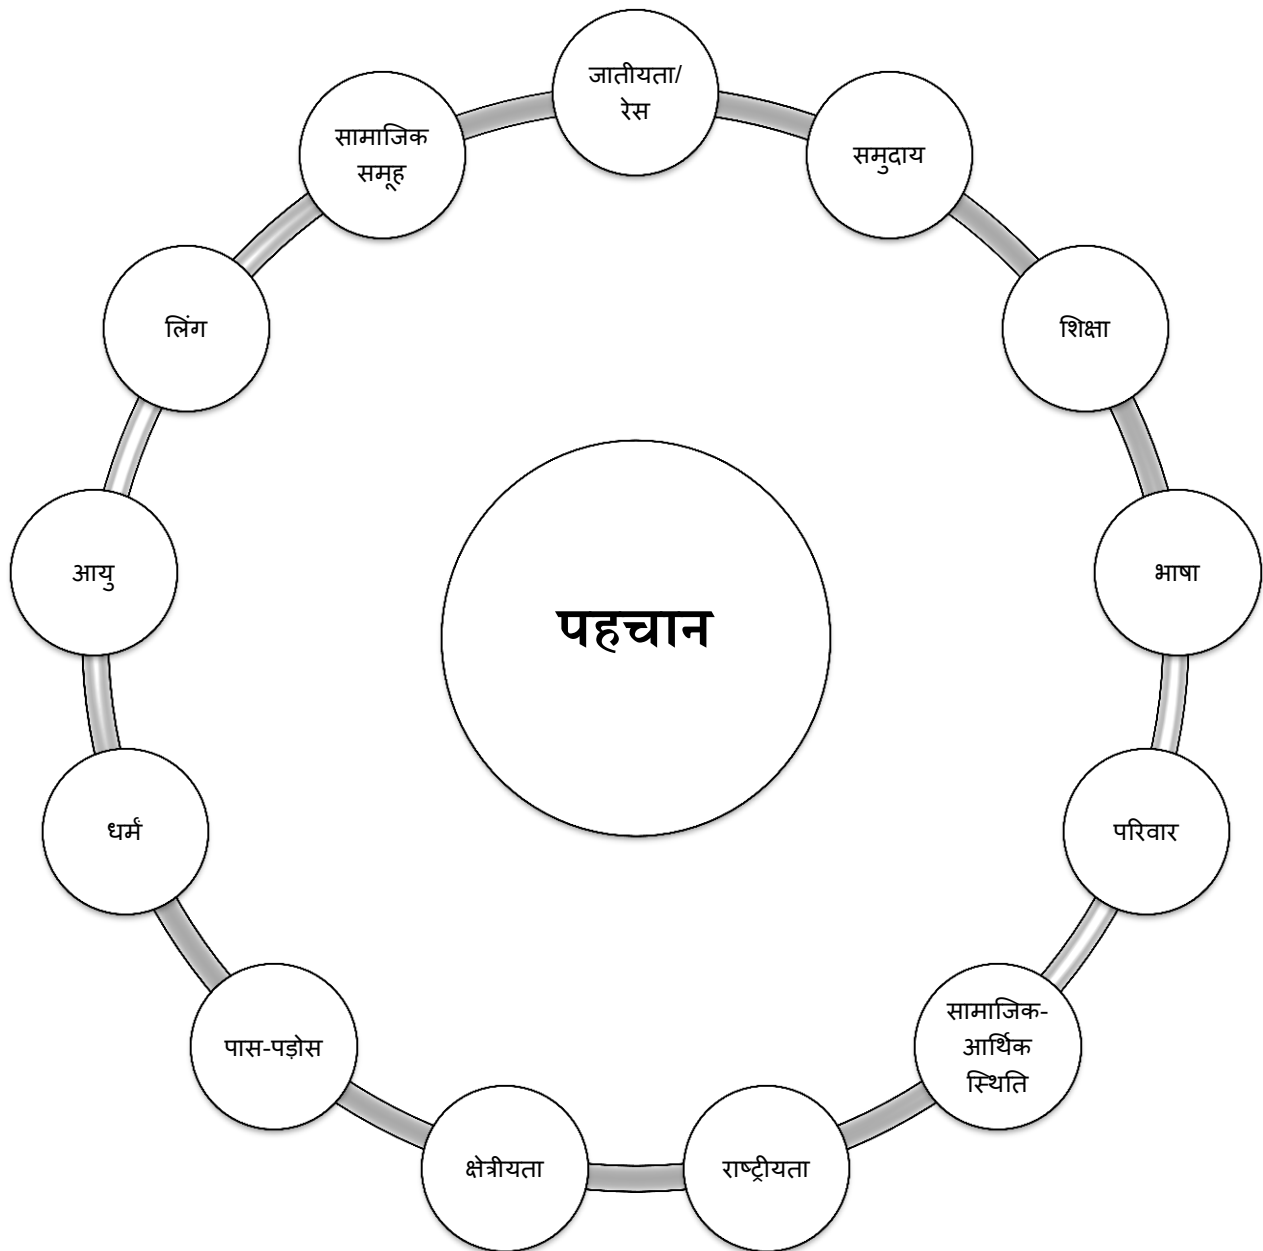 जातीयता/
रेस
समुदाय
शिक्षा
भाषा
परिवार
सामाजिक-
आर्थिक
स्थिति
राष्ट्रीयता
क्षेत्रीयता
पास-पड़ोस
धर्मं
आयु
लिंग
सामाजिक
समूह
पहचान